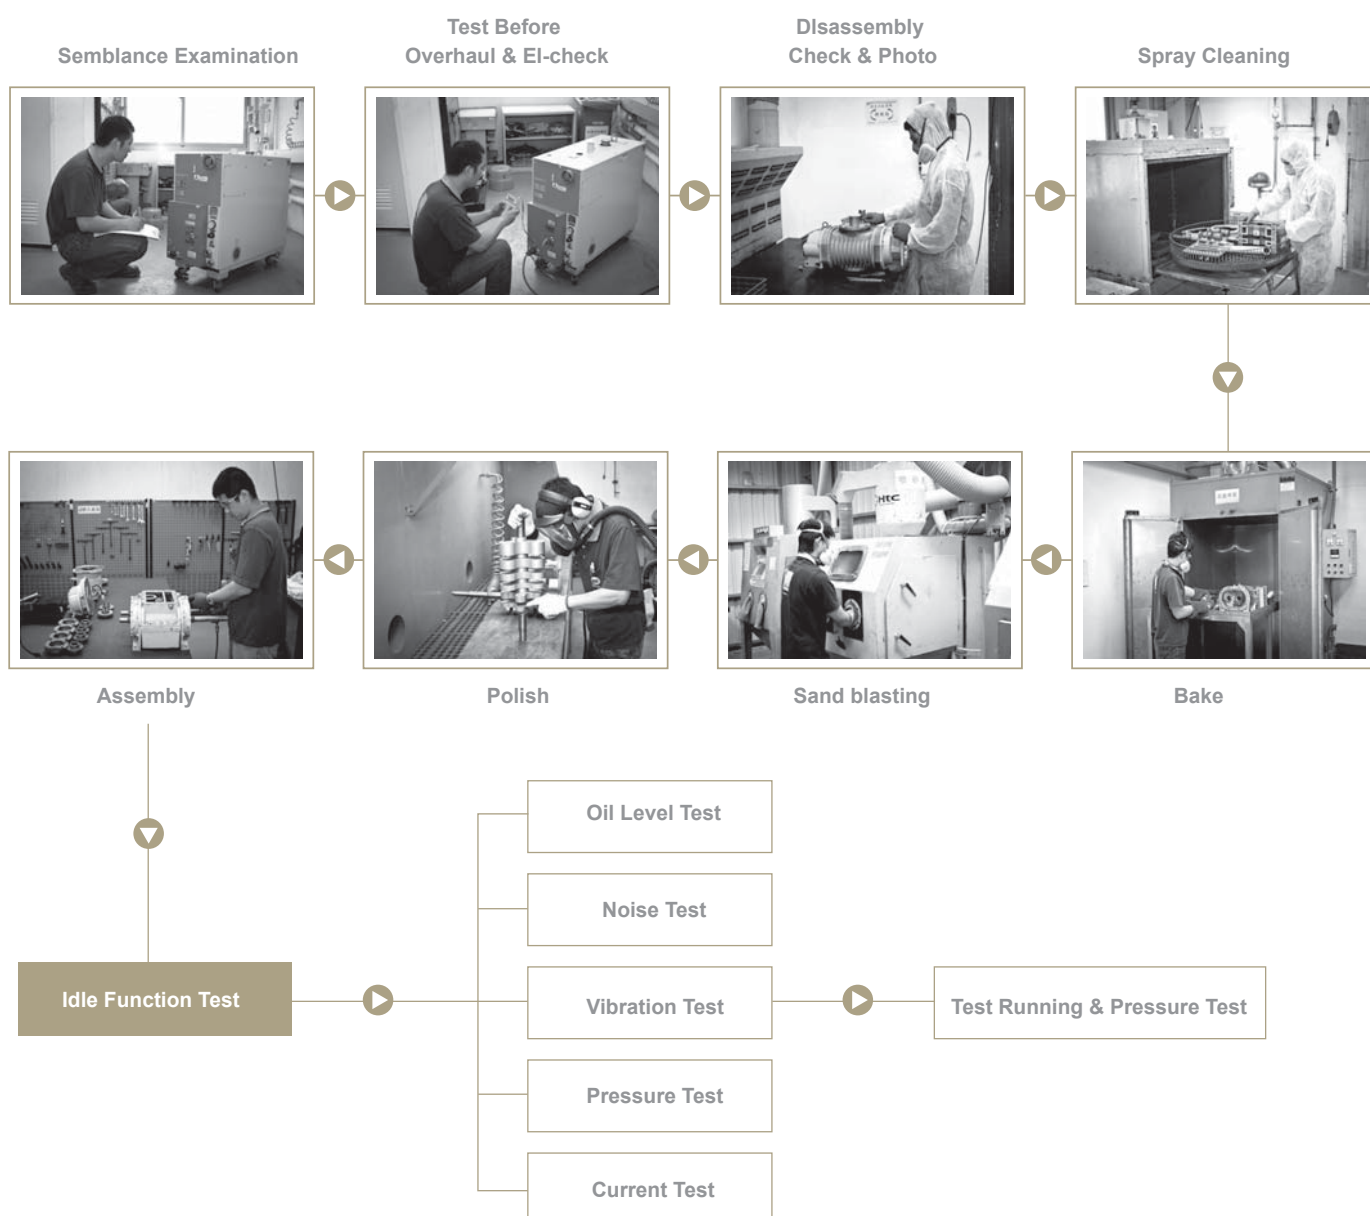 Semblance Examination
Test Before
Overhaul & El-check
DIsassembly
Check & Photo
Spray Cleaning
Htc
Assembly
Polish
Sand blasting
Bake
Oil Level Test
Noise Test
Idle Function Test
Vibration Test
Test Running & Pressure Test
Pressure Test
Current Test